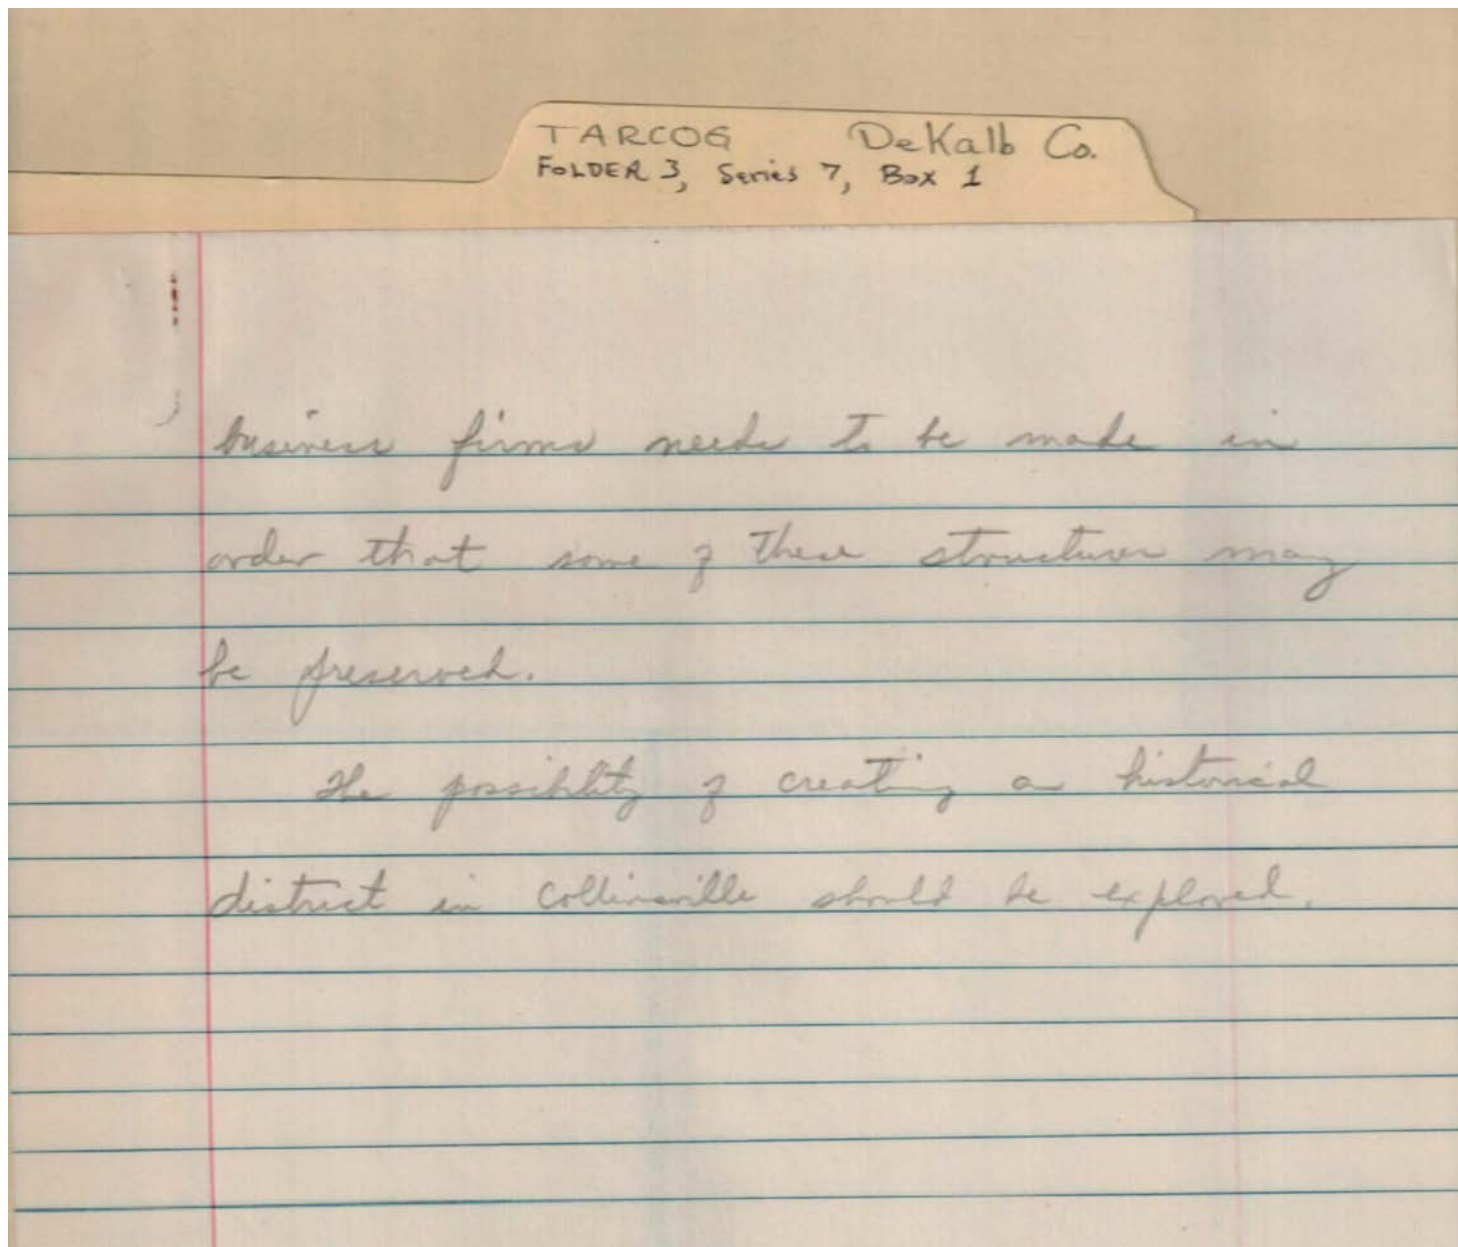 TARCOG DeKalb Co.
FOLDER 3, Series 7, Box 1
business firms needs to be made in
order that some of these structures may
be preserved.
The possibility of creating a historical
district in Collinsville should be explored.